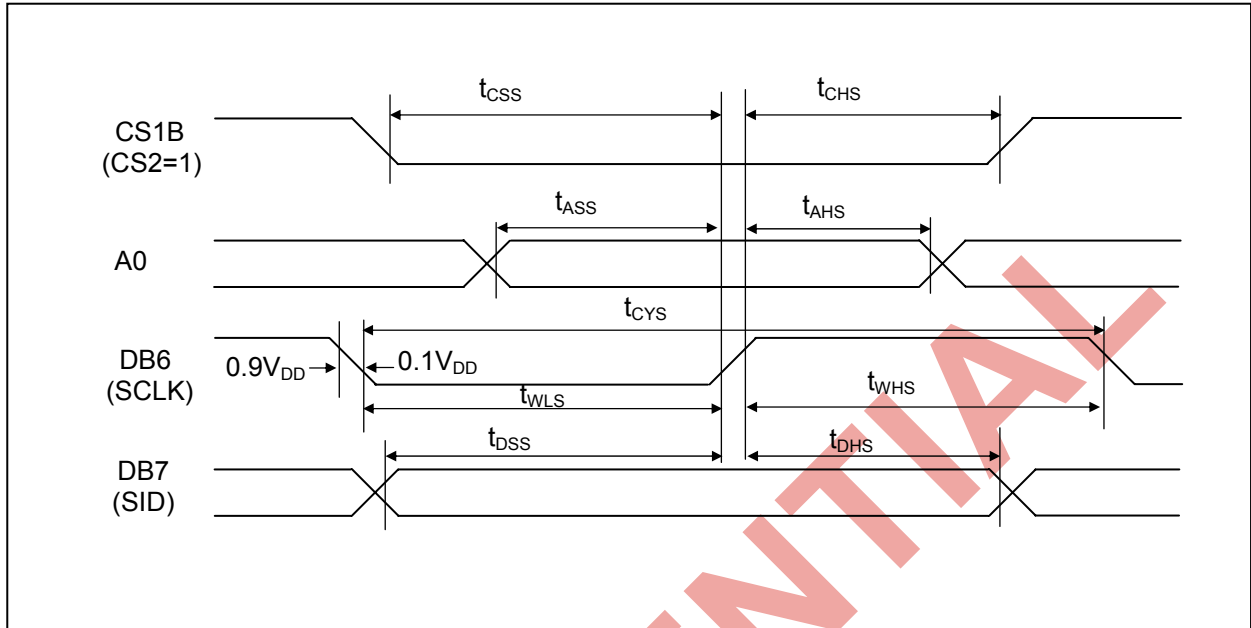 tCSS
tCHS
CS1B
(CS2=1)
tASS
tAHS
A0
tCYS
DB6
(SCLK)
0.9VDD
0.1VDD
tWLS
tWHS
tDSS
tDHS
DB7
(SID)
NTIAL